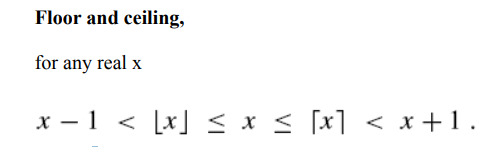 Floor and ceiling,
for any real x
x − 1 < ⌊x⌋ ≤ x ≤ ⌈x⌉ < x + 1 .